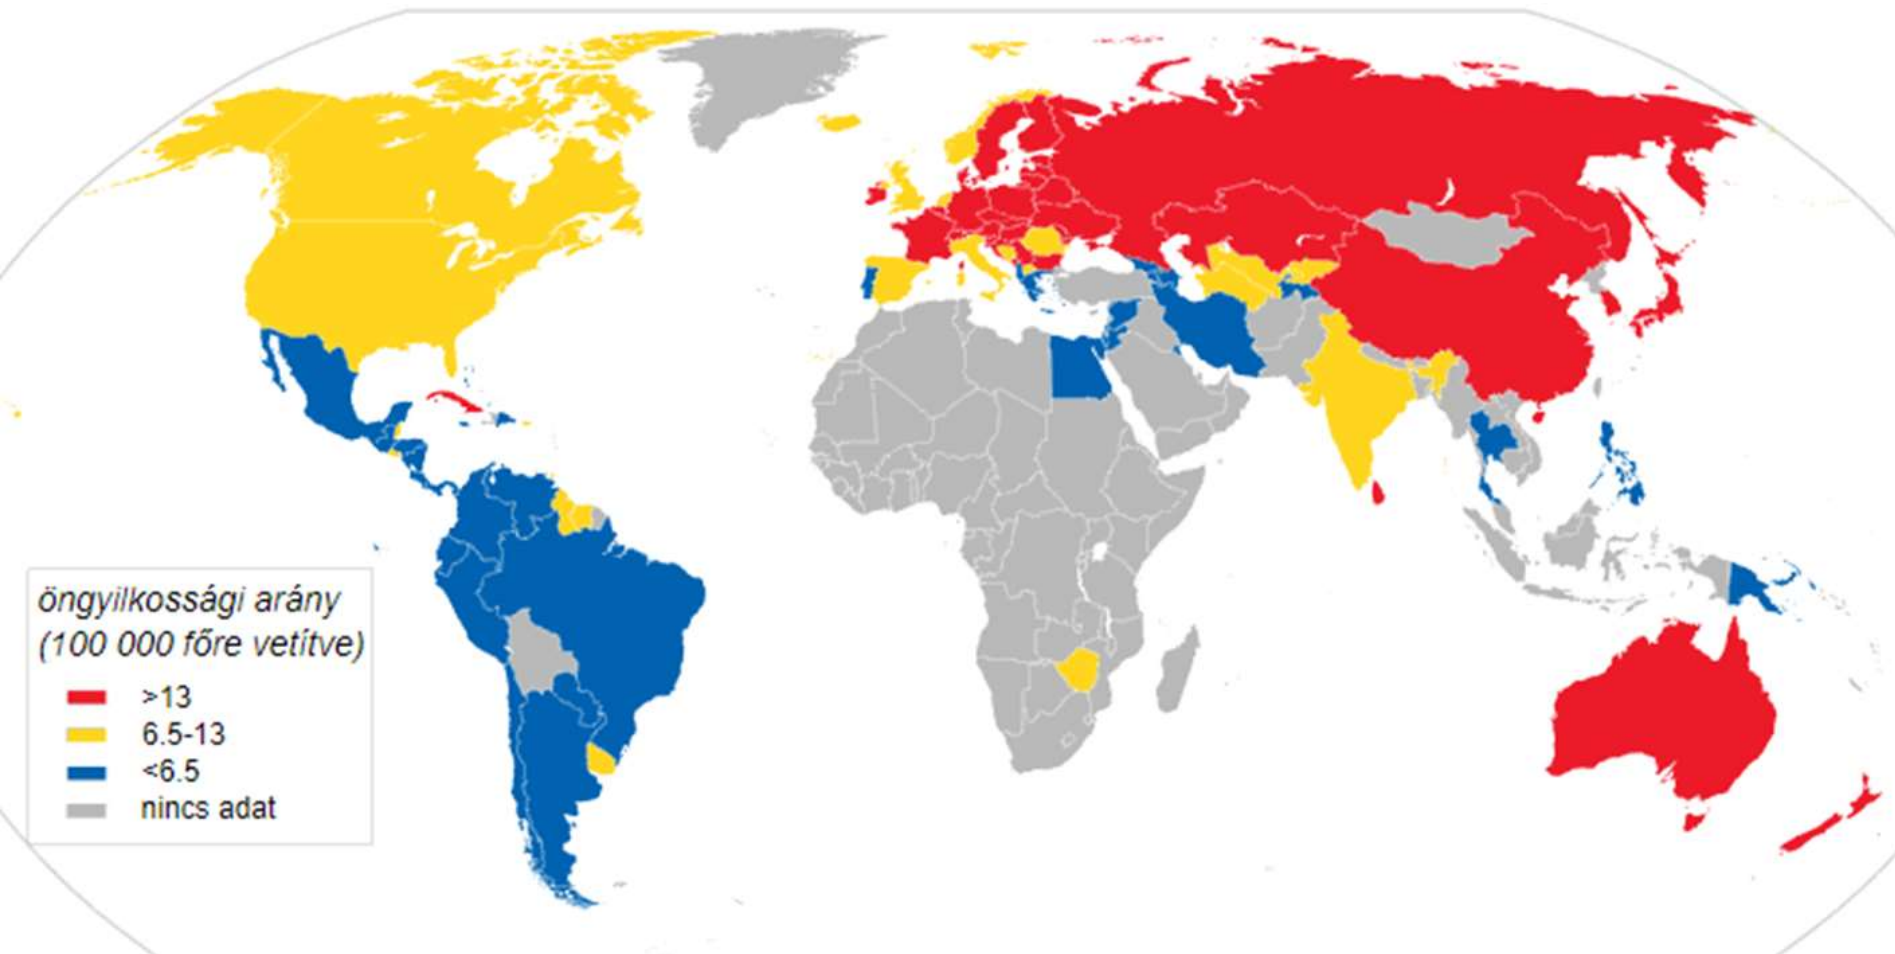 öngyilkossági arány
(100 000 főre vetítve)
>13
6.5-13
<6.5
nincs adat